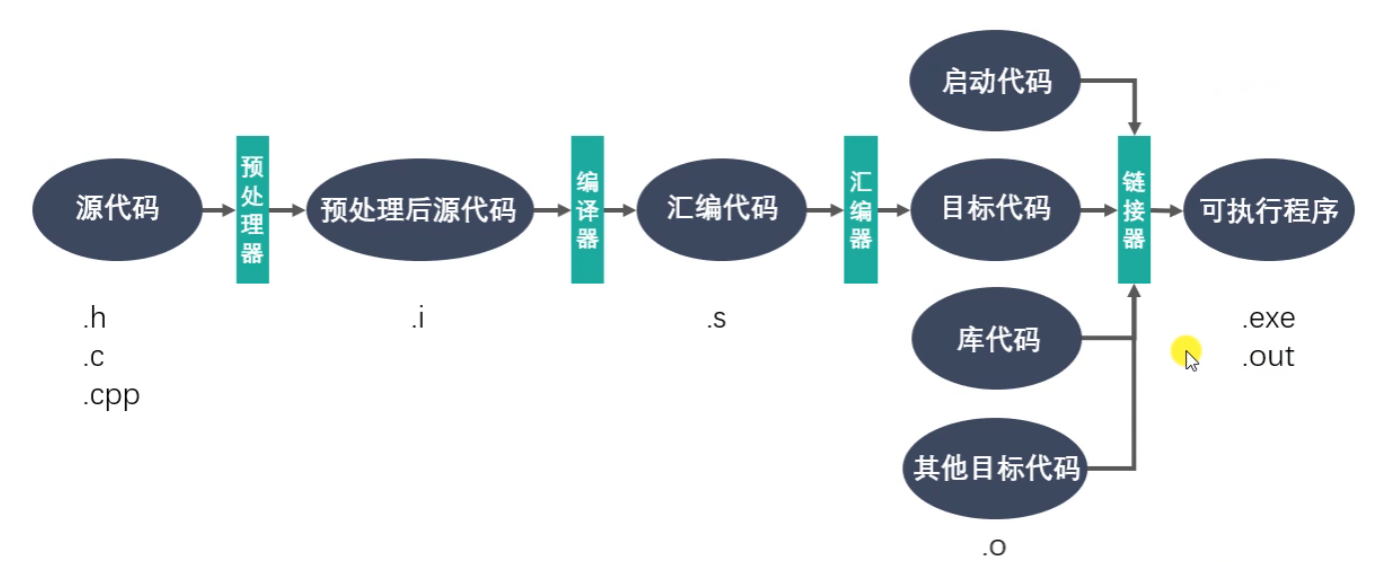 启动代码
预处理器
编译器
汇编器
链接器
源代码
预处理后源代码
汇编代码
目标代码
可执行程序
.h
.c
.cpp
.i
.s
库代码
.exe
.out
其他目标代码
.o